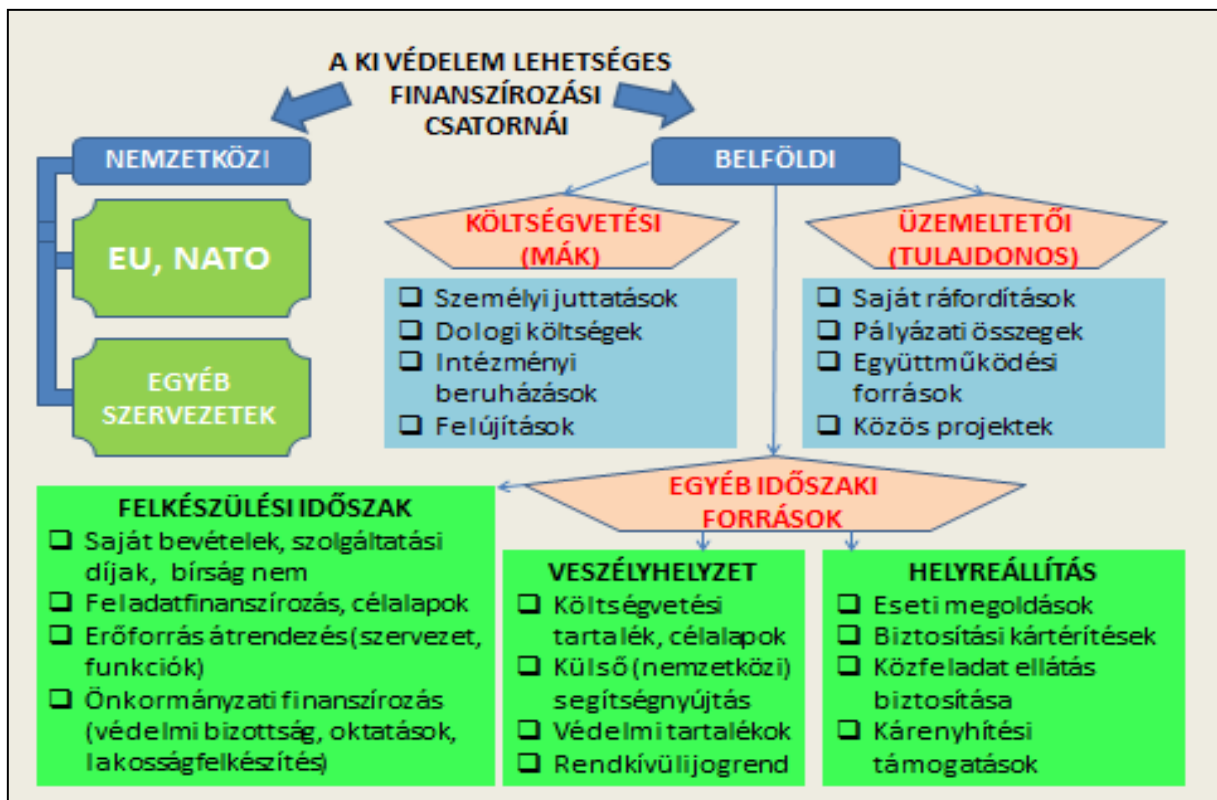 A KI VÉDELEM LEHETSÉGES
FINANSZÍROZÁSI
CSATORNÁI
NEMZETKÖZI
EU, NATO
EGYÉB
SZERVEZETEK
BELFÖLDI
KÖLTSÉGVETÉSI
(MÁK)
❑ Személyi juttatások
❑ Dologi költségek
❑ Intézményi
beruházások
❑ Felújítások
ÜZEMELTETŐI
(TULAJDONOS)
❑ Saját ráfordítások
❑ Pályázati összegek
❑ Együttműködési
források
❑ Közös projektek
EGYÉB IDŐSZAKI
FORRÁSOK
FELKÉSZÜLÉSI IDŐSZAK
❑ Saját bevételek, szolgáltatási
díjak, bírság nem
❑ Feladatfinanszírozás, célalapok
❑ Erőforrás átrendezés (szervezet,
funkciók)
❑ Önkormányzati finanszírozás
(védelmi bizottság, oktatások,
lakosságfelkészítés)
VESZÉLYHELYZET
❑ Költségvetési
tartalék, célalapok
❑ Külső (nemzetközi)
segítségnyújtás
❑ Védelmi tartalékok
❑ Rendkívüli jogrend
HELYREÁLLÍTÁS
❑ Eseti megoldások
❑ Biztosítási kártérítések
❑ Közfeladat ellátás
biztosítása
❑ Kárenyhítési
támogatások